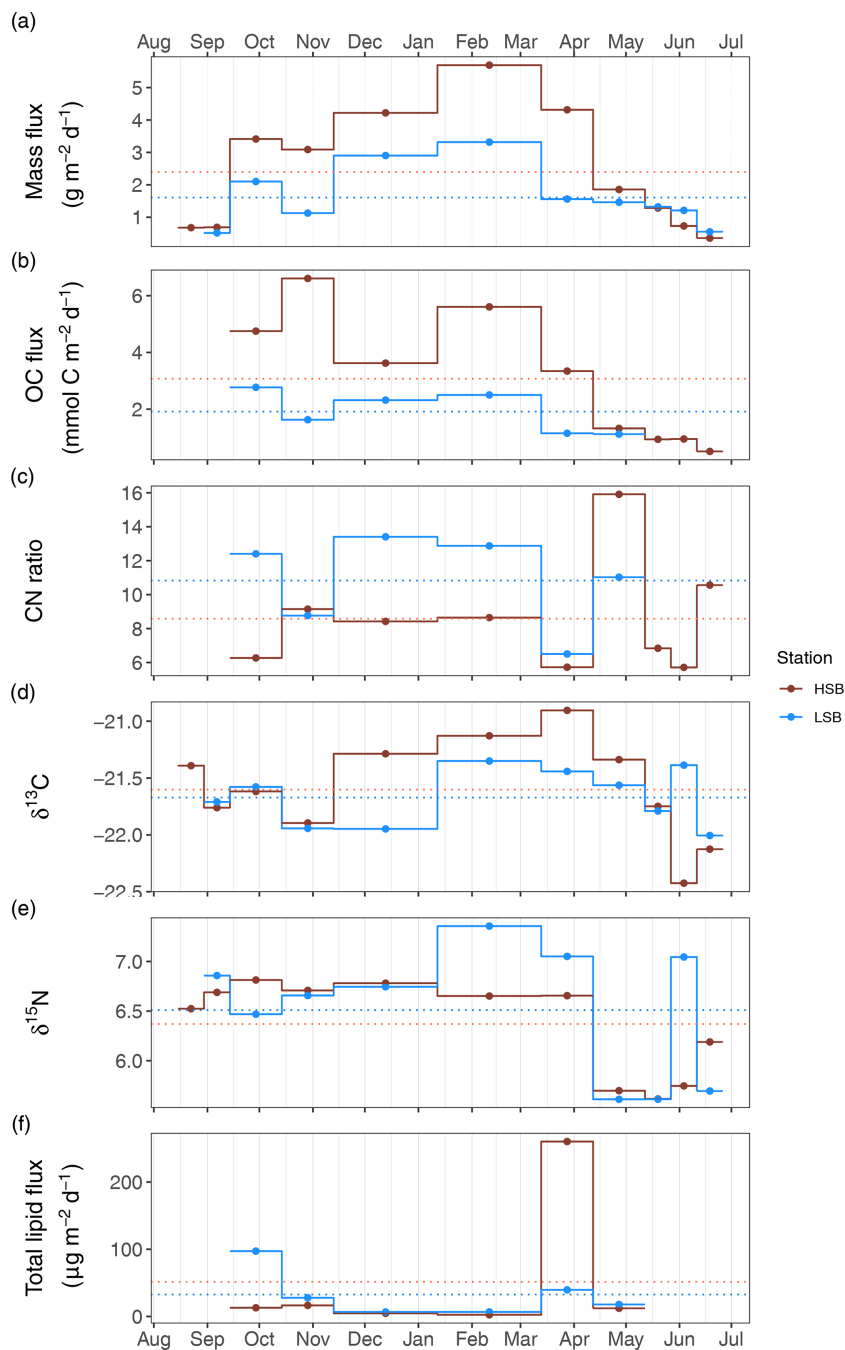 (a)
Aug Sep Oct Nov Dec Jan Feb Mar Apr May Jun Jul
Mass flux
(g m⁻² d⁻¹)
5
4
3
2
1
(b)
OC flux
(mmol C m⁻² d⁻¹)
6
4
2
(c)
CN ratio
16
14
12
10
8
6
Station
HSB
LSB
(d)
δ¹³C
−21.0
−21.5
−22.0
−22.5
(e)
δ¹⁵N
7.0
6.5
6.0
(f)
Total lipid flux
(µg m⁻² d⁻¹)
200
100
0
Aug Sep Oct Nov Dec Jan Feb Mar Apr May Jun Jul